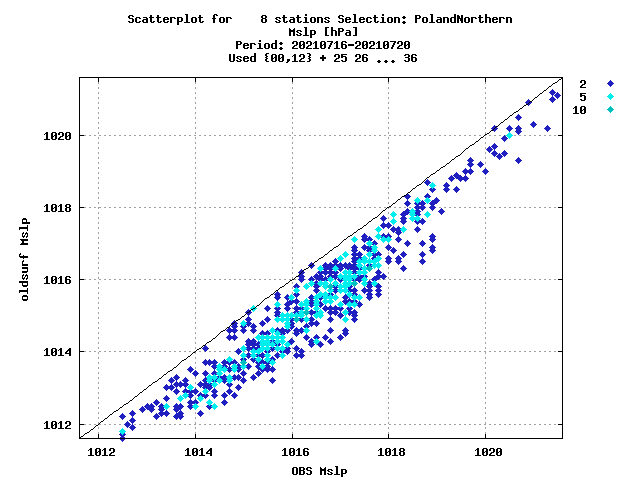 Scatterplot for    8 stations Selection: PolandNorthern
Mslp [hPa]
Period: 20210716-20210720
Used {00,12} + 25 26 ... 36
2
5
10
1020
1018
1016
1014
1012
oldsurf Mslp
1012 1014 1016 1018 1020
OBS Mslp